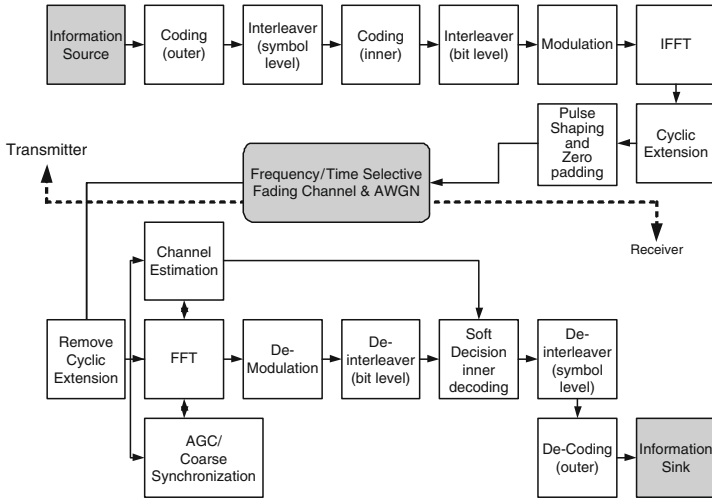 Information
Source
Coding
(outer)
Interleaver
(symbol
level)
Coding
(inner)
Interleaver
(bit level)
Modulation
IFFT
Pulse
Shaping
and
Zero
padding
Cyclic
Extension
Transmitter
Frequency/Time Selective
Fading Channel & AWGN
Receiver
Channel
Estimation
Remove
Cyclic
Extension
FFT
De-
Modulation
De-
interleaver
(bit level)
Soft
Decision
inner
decoding
De-
interleaver
(symbol
level)
AGC/
Coarse
Synchronization
De-Coding
(outer)
Information
Sink